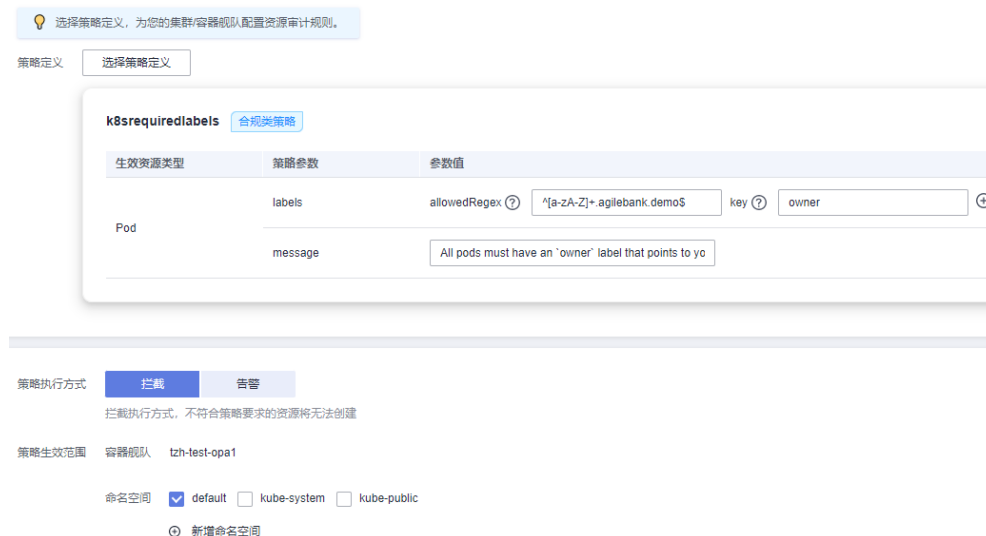 选择策略定义，为您的集群/容器舰队配置资源审计规则。
策略定义 选择策略定义
k8srequiredlabels 合规类策略
生效资源类型 策略参数 参数值
labels allowedRegex ? ^[a-zA-Z]+.agilebank.demo$ key ? owner
Pod
message All pods must have an `owner` label that points to yo
策略执行方式 拦截 告警
拦截执行方式，不符合策略要求的资源将无法创建
策略生效范围 容器舰队 tzh-test-opa1
命名空间 default kube-system kube-public
新增命名空间